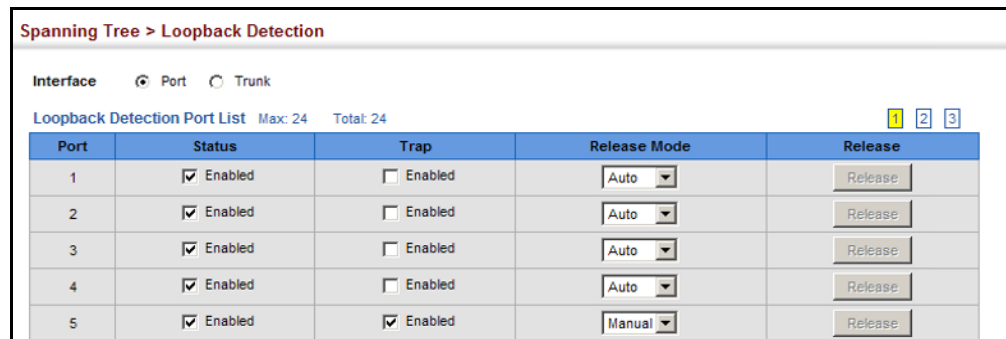 Spanning Tree > Loopback Detection
Interface Port Trunk
Loopback Detection Port List Max: 24 Total: 24 1 2 3
Port Status Trap Release Mode Release
1 Enabled Enabled Auto Release
2 Enabled Enabled Auto Release
3 Enabled Enabled Auto Release
4 Enabled Enabled Auto Release
5 Enabled Enabled Manual Release